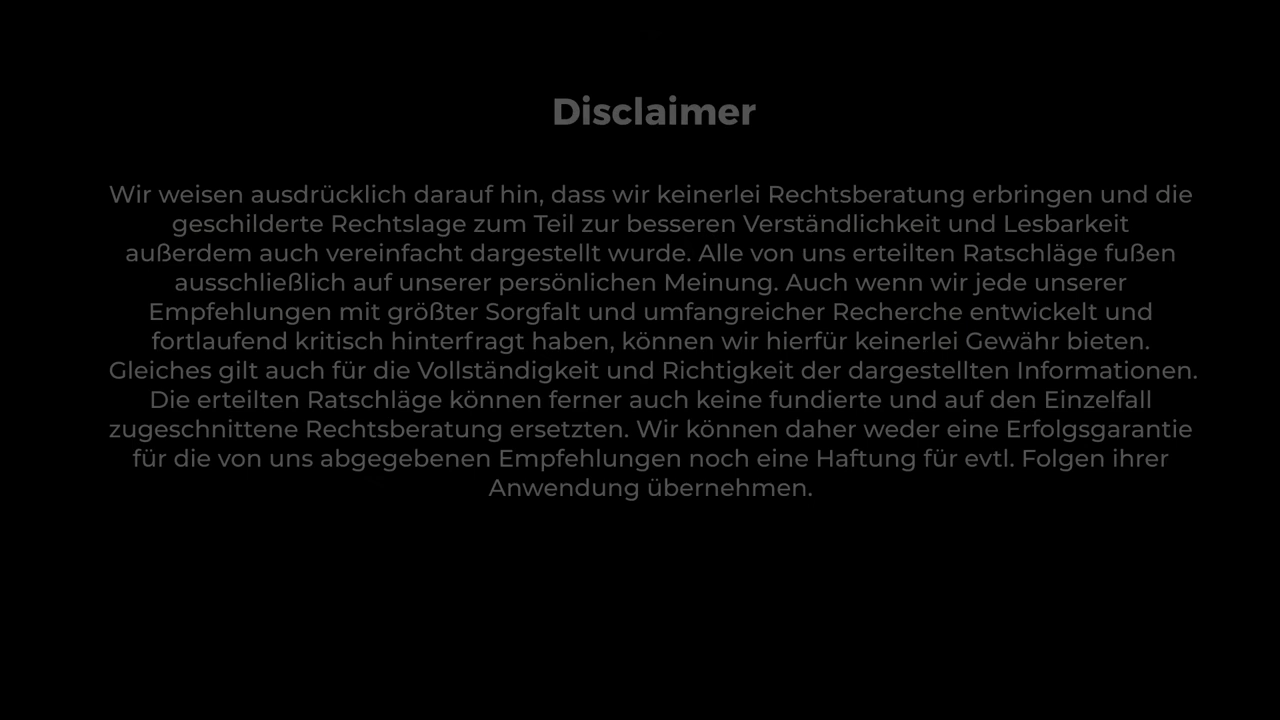 Disclaimer
Wir weisen ausdrücklich darauf hin, dass wir keinerlei Rechtsberatung erbringen und die
geschilderte Rechtslage zum Teil zur besseren Verständlichkeit und Lesbarkeit
außerdem auch vereinfacht dargestellt wurde. Alle von uns erteilten Ratschläge fußen
ausschließlich auf unserer persönlichen Meinung. Auch wenn wir jede unserer
Empfehlungen mit größter Sorgfalt und umfangreicher Recherche entwickelt und
fortlaufend kritisch hinterfragt haben, können wir hierfür keinerlei Gewähr bieten.
Gleiches gilt auch für die Vollständigkeit und Richtigkeit der dargestellten Informationen.
Die erteilten Ratschläge können ferner auch keine fundierte und auf den Einzelfall
zugeschnittene Rechtsberatung ersetzten. Wir können daher weder eine Erfolgsgarantie
für die von uns abgegebenen Empfehlungen noch eine Haftung für evtl. Folgen ihrer
Anwendung übernehmen.